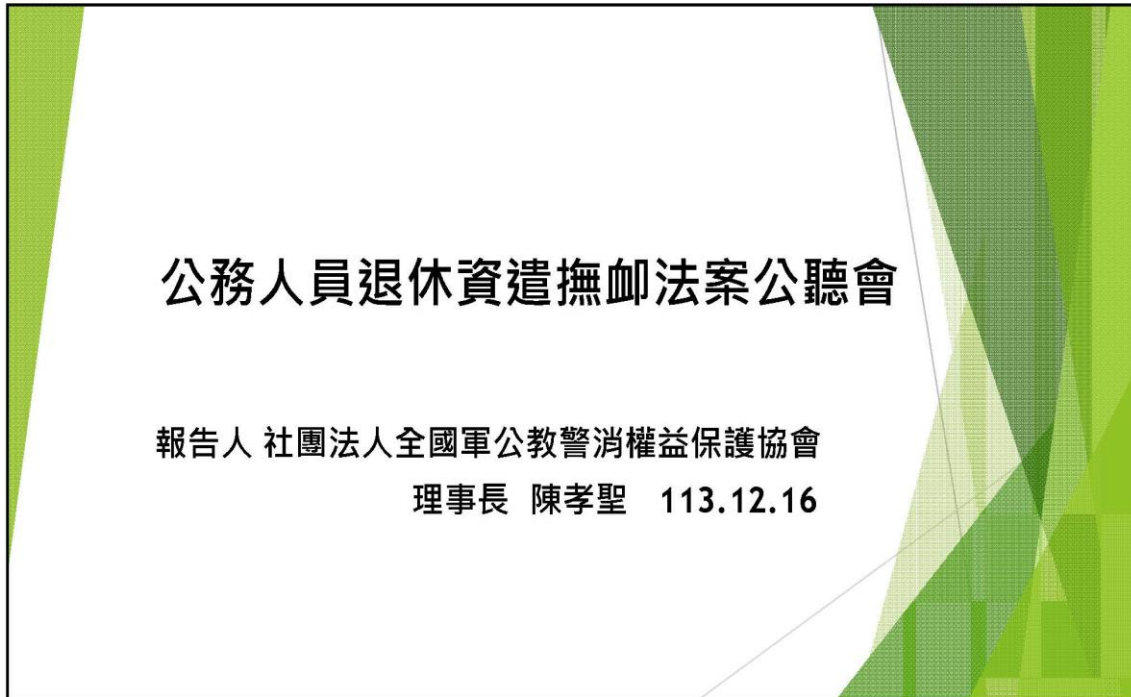 公務人員退休資遣撫卹法案公聽會
報告人 社團法人全國軍公教警消權益保護協會
理事長 陳孝聖 113.12.16